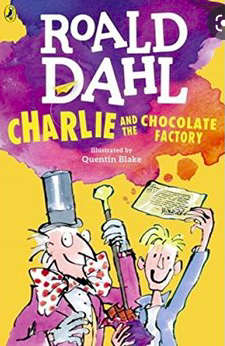 ROALD
DAHL
CHARLIE AND THE CHOCOLATE FACTORY
Illustrated by
Quentin Blake